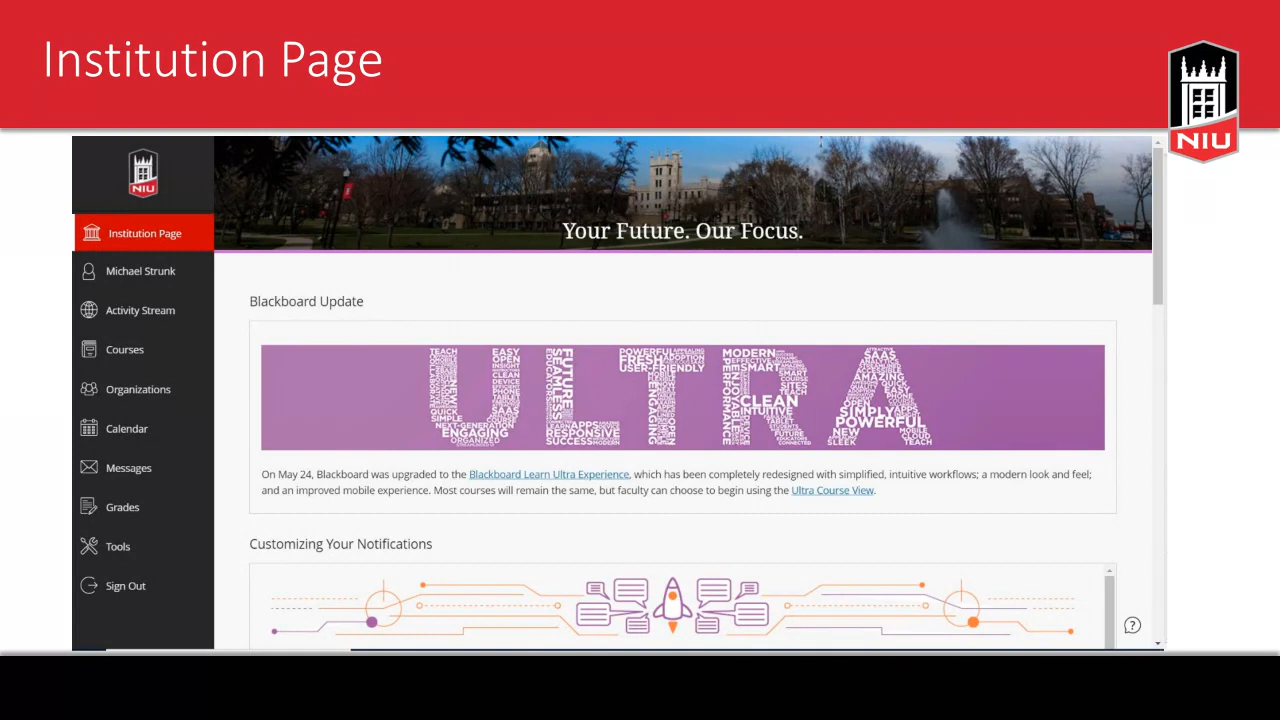 Institution Page
NIU
NIU
Your Future. Our Focus.
Institution Page
Michael Strunk
Activity Stream
Courses
Organizations
Calendar
Messages
Grades
Tools
Sign Out
Blackboard Update
ULTRA
On May 24, Blackboard was upgraded to the Blackboard Learn Ultra Experience, which has been completely redesigned with simplified, intuitive workflows; a modern look and feel;
and an improved mobile experience. Most courses will remain the same, but faculty can choose to begin using the Ultra Course View.
Customizing Your Notifications
?